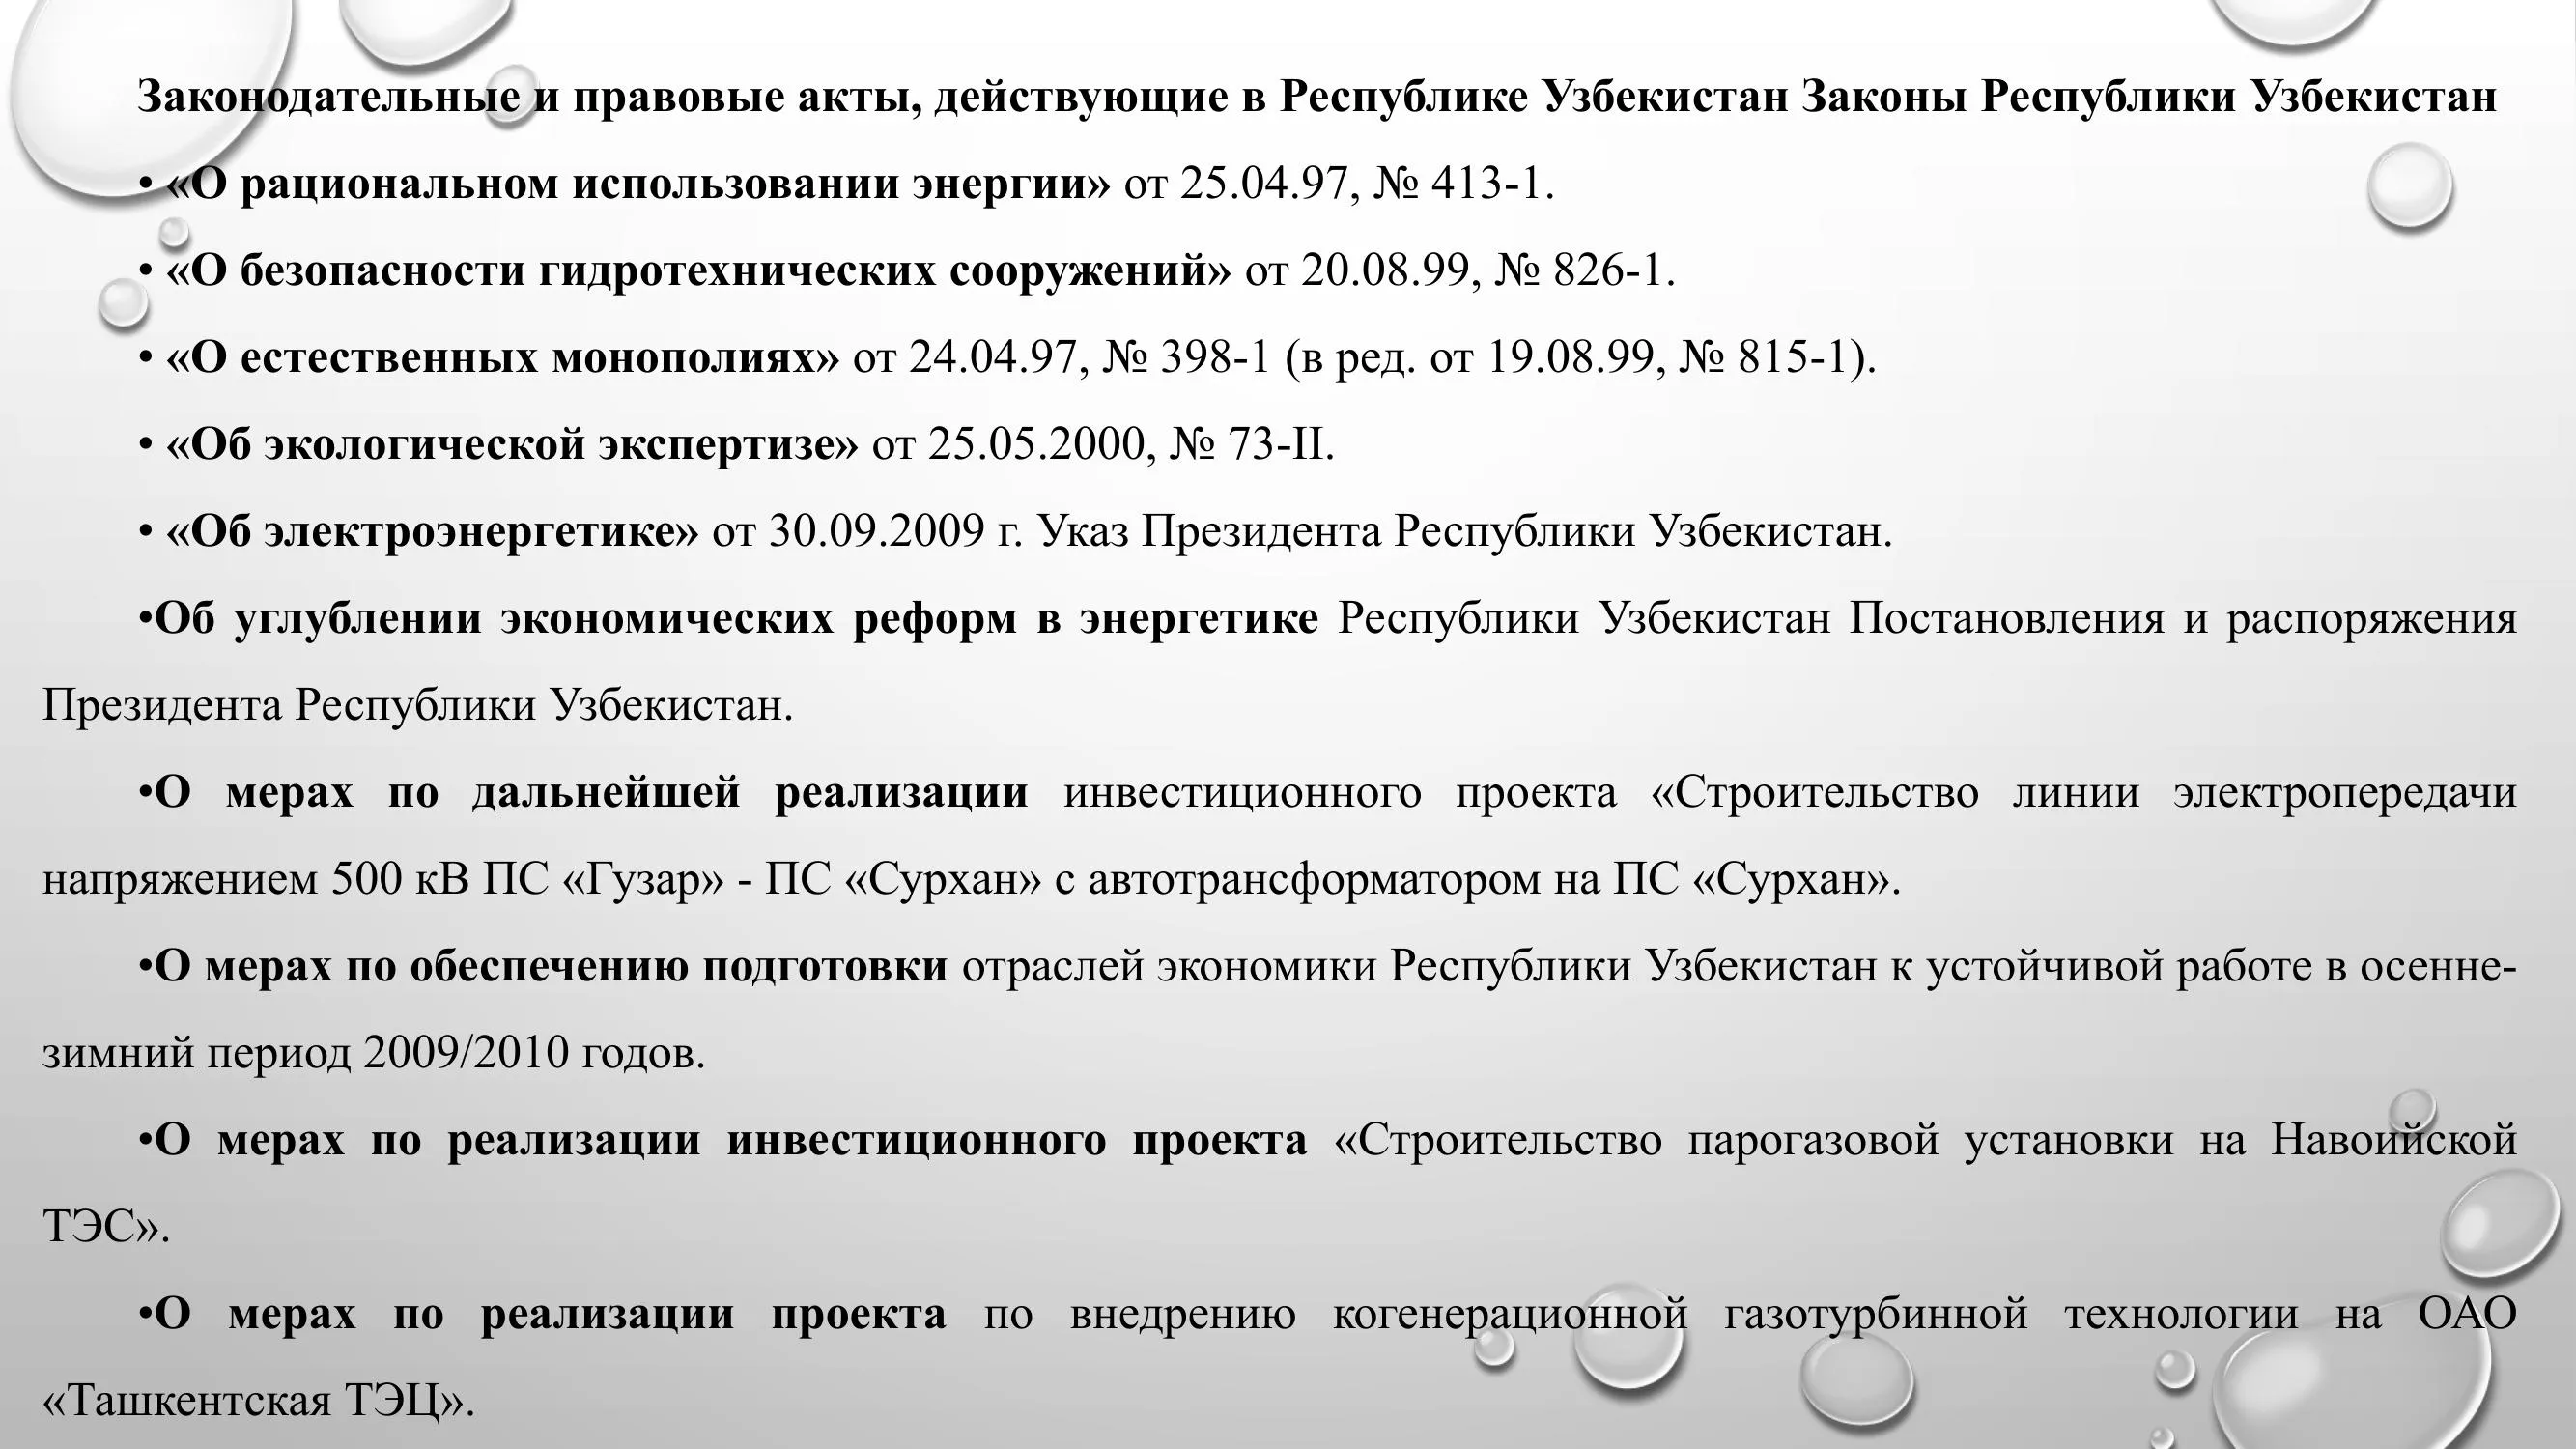 Законодательные и правовые акты, действующие в Республике Узбекистан Законы Республики Узбекистан
• «О рациональном использовании энергии» от 25.04.97, № 413-1.
• «О безопасности гидротехнических сооружений» от 20.08.99, № 826-1.
• «О естественных монополиях» от 24.04.97, № 398-1 (в ред. от 19.08.99, № 815-1).
• «Об экологической экспертизе» от 25.05.2000, № 73-II.
• «Об электроэнергетике» от 30.09.2009 г. Указ Президента Республики Узбекистан.
•Об углублении экономических реформ в энергетике Республики Узбекистан Постановления и распоряжения
Президента Республики Узбекистан.
•О мерах по дальнейшей реализации инвестиционного проекта «Строительство линии электропередачи
напряжением 500 кВ ПС «Гузар» - ПС «Сурхан» с автотрансформатором на ПС «Сурхан».
•О мерах по обеспечению подготовки отраслей экономики Республики Узбекистан к устойчивой работе в осенне-
зимний период 2009/2010 годов.
•О мерах по реализации инвестиционного проекта «Строительство парогазовой установки на Навоийской
ТЭС».
•О мерах по реализации проекта по внедрению когенерационной газотурбинной технологии на ОАО
«Ташкентская ТЭЦ».